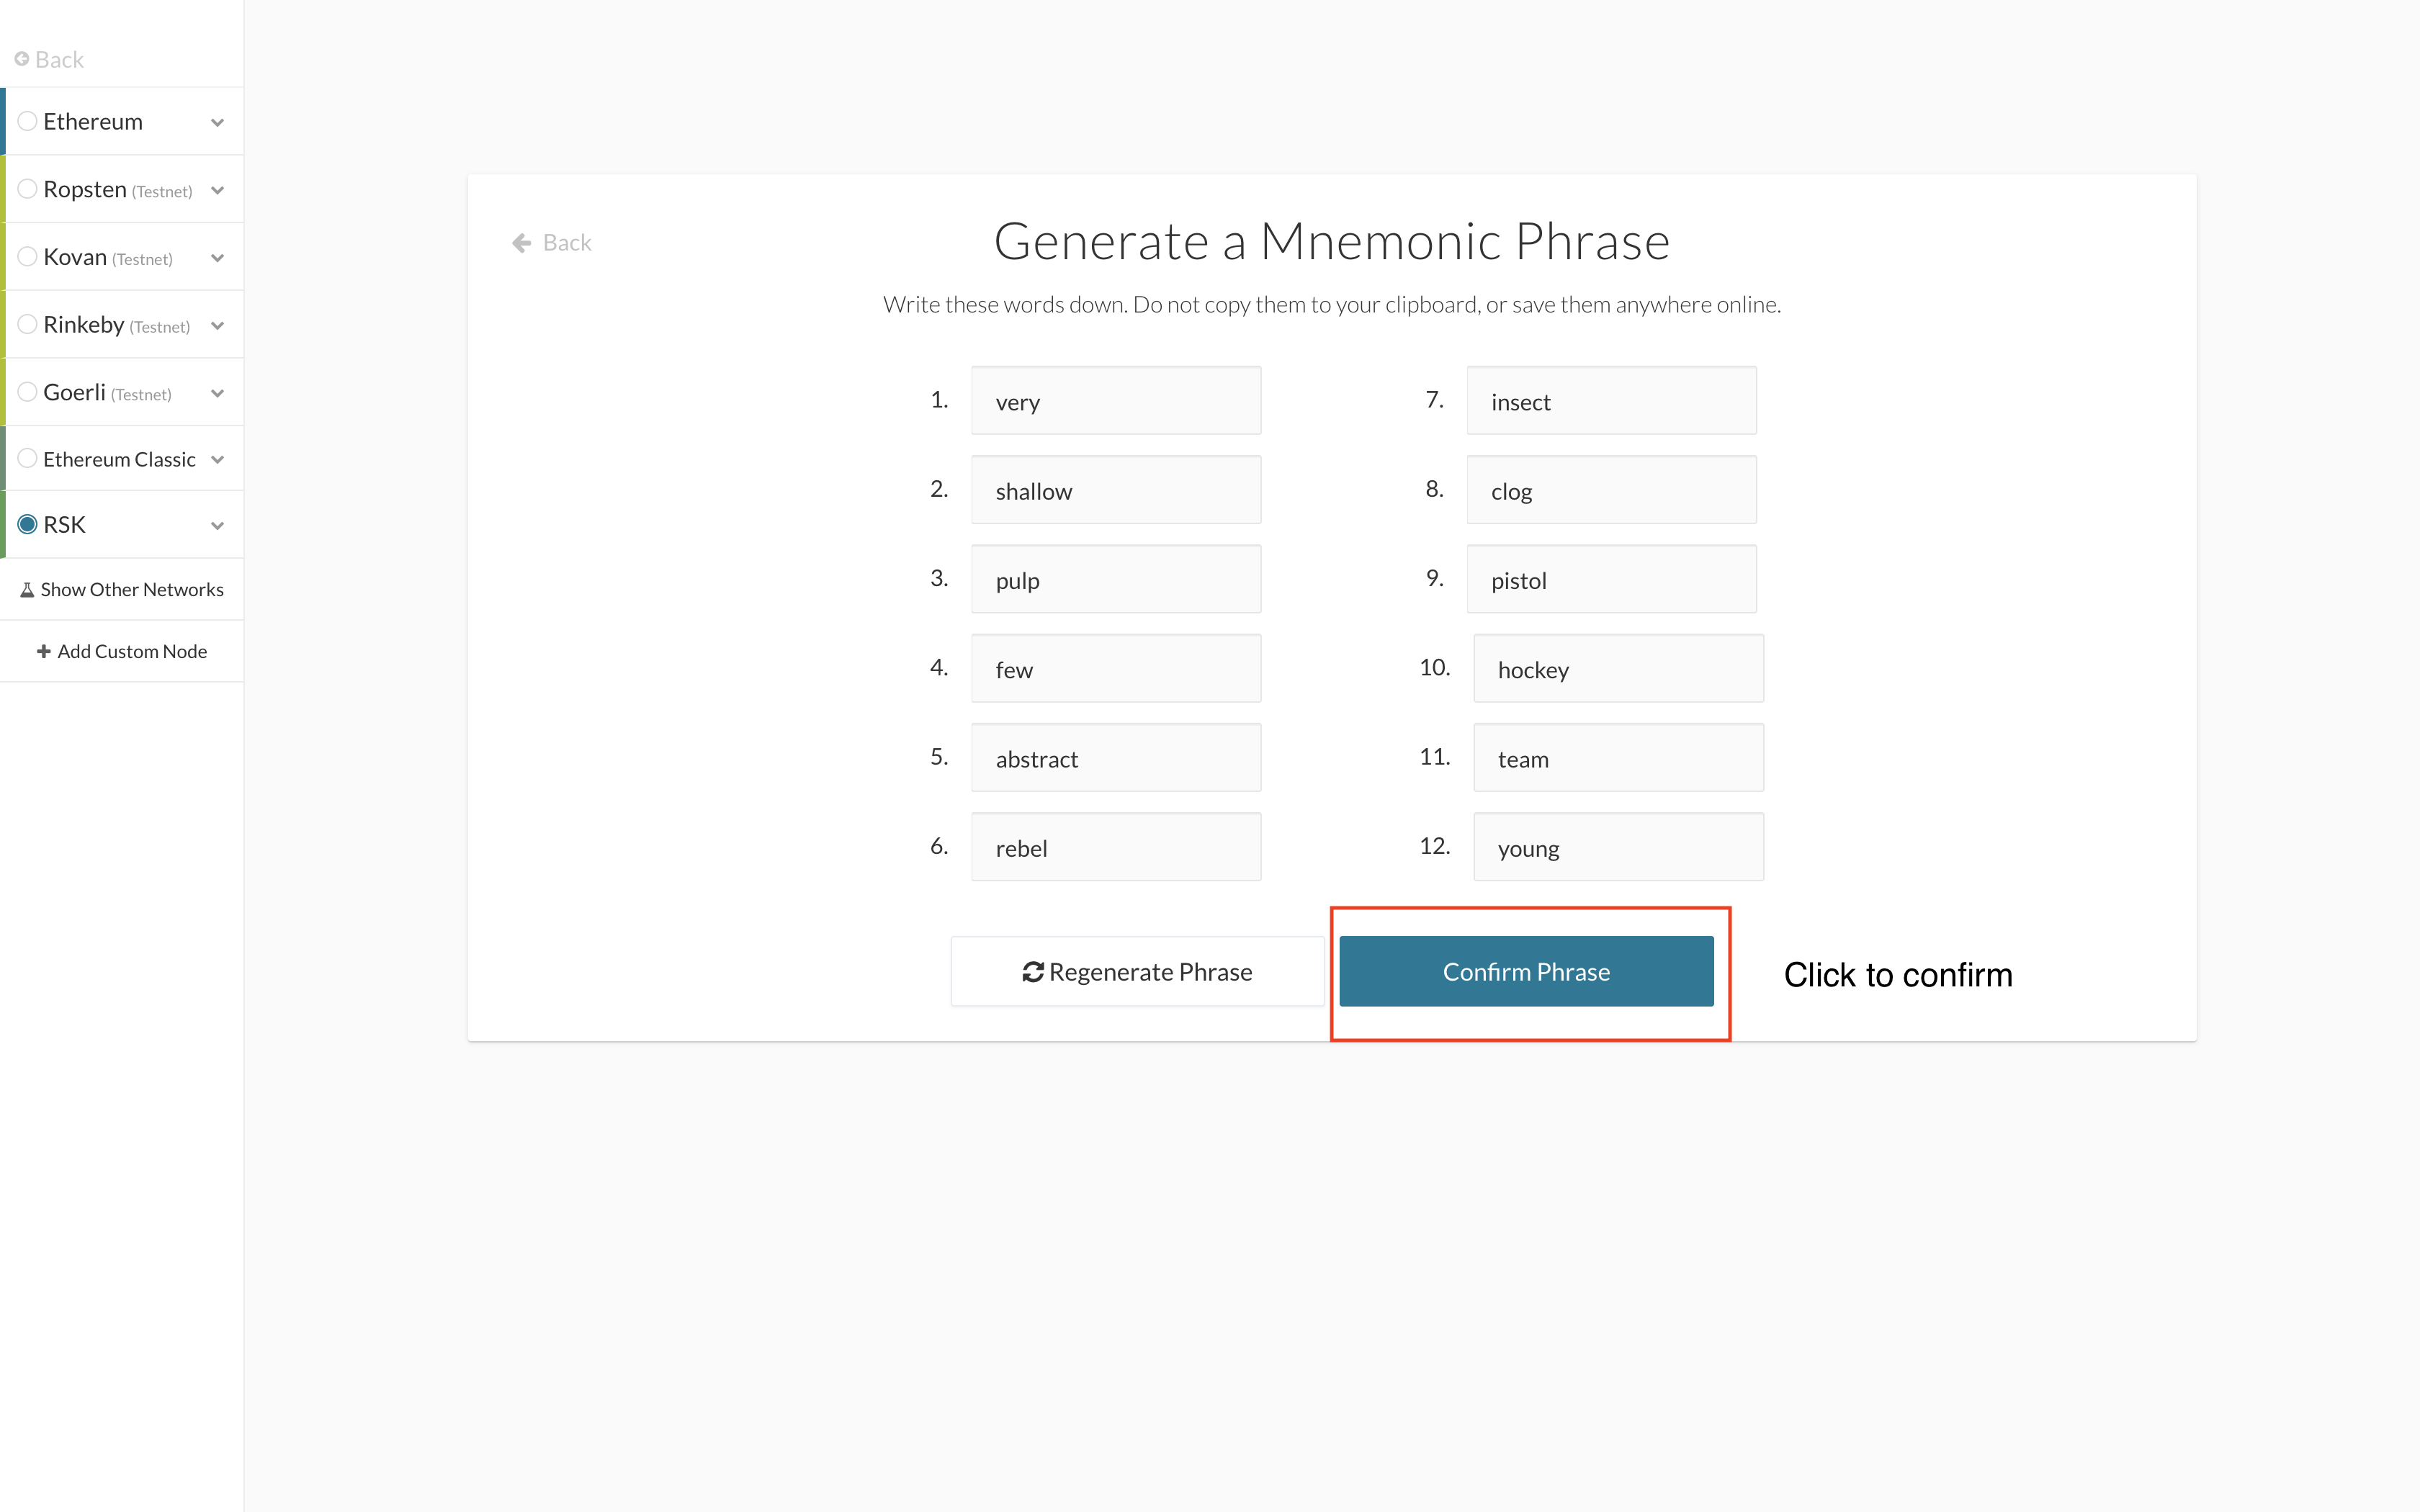 Back
Ethereum
Ropsten (Testnet)
Kovan (Testnet)
Rinkeby (Testnet)
Goerli (Testnet)
Ethereum Classic
RSK
Show Other Networks
Add Custom Node
Back
Generate a Mnemonic Phrase
Write these words down. Do not copy them to your clipboard, or save them anywhere online.
1. very
2. shallow
3. pulp
4. few
5. abstract
6. rebel
7. insect
8. clog
9. pistol
10. hockey
11. team
12. young
Regenerate Phrase
Confirm Phrase
Click to confirm